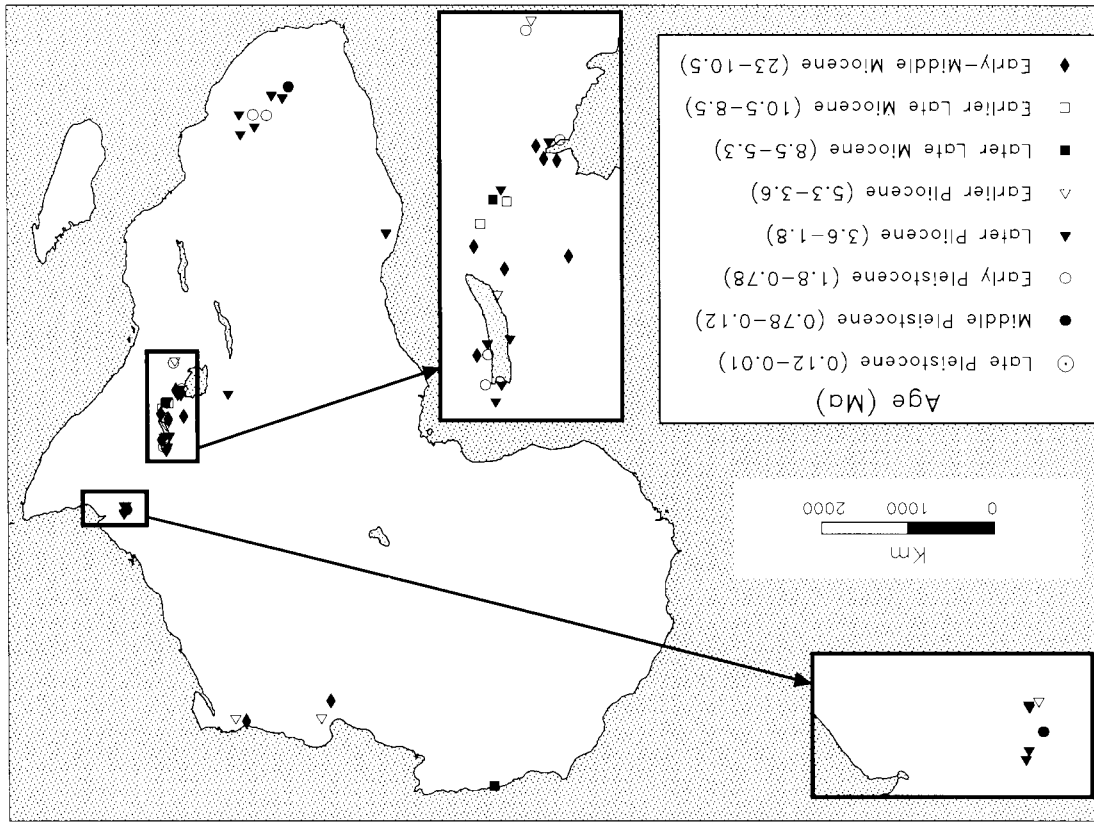 Km
0 1000 2000
Age (Ma)
Late Pleistocene (0.12-0.01)
Middle Pleistocene (0.78-0.12)
Early Pleistocene (1.8-0.78)
Later Pliocene (3.6-1.8)
Earlier Pliocene (5.3-3.6)
Later Late Miocene (8.5-5.3)
Earlier Late Miocene (10.5-8.5)
Early-Middle Miocene (23-10.5)